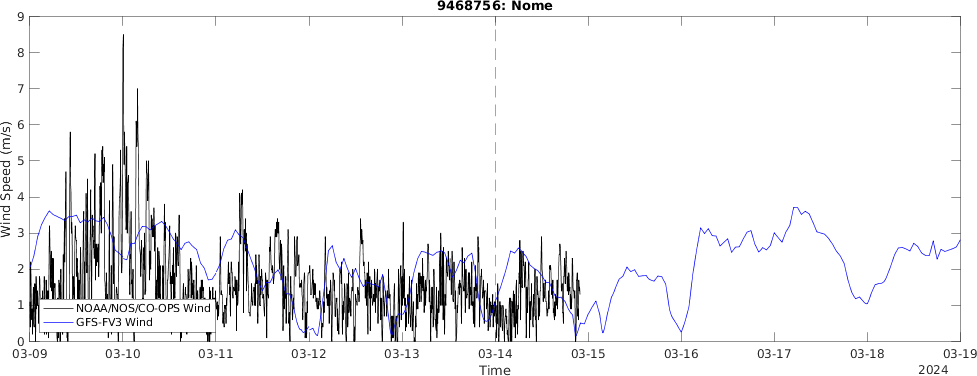 9468756: Nome
9
8
7
6
5
4
3
2
1
0
Wind Speed (m/s)
NOAA/NOS/CO-OPS Wind
GFS-FV3 Wind
03-09 03-10 03-11 03-12 03-13 03-14 03-15 03-16 03-17 03-18 03-19
Time
2024